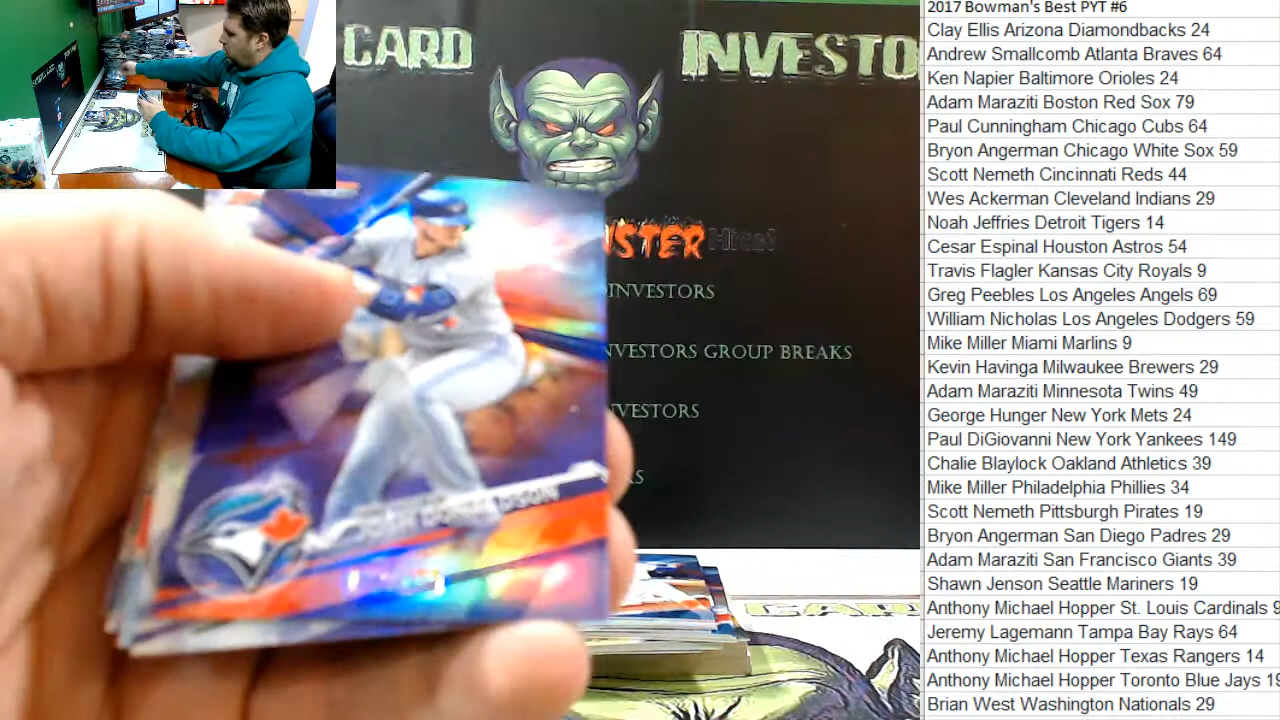 CARD INVESTO
NSTER Hits!
INVESTORS
NVESTORS GROUP BREAKS
VESTORS
RS
DONALDSON
CARD
2017 Bowman's Best PYT #6
Clay Ellis Arizona Diamondbacks 24
Andrew Smallcomb Atlanta Braves 64
Ken Napier Baltimore Orioles 24
Adam Maraziti Boston Red Sox 79
Paul Cunningham Chicago Cubs 64
Bryon Angerman Chicago White Sox 59
Scott Nemeth Cincinnati Reds 44
Wes Ackerman Cleveland Indians 29
Noah Jeffries Detroit Tigers 14
Cesar Espinal Houston Astros 54
Travis Flagler Kansas City Royals 9
Greg Peebles Los Angeles Angels 69
William Nicholas Los Angeles Dodgers 59
Mike Miller Miami Marlins 9
Kevin Havinga Milwaukee Brewers 29
Adam Maraziti Minnesota Twins 49
George Hunger New York Mets 24
Paul DiGiovanni New York Yankees 149
Chalie Blaylock Oakland Athletics 39
Mike Miller Philadelphia Phillies 34
Scott Nemeth Pittsburgh Pirates 19
Bryon Angerman San Diego Padres 29
Adam Maraziti San Francisco Giants 39
Shawn Jenson Seattle Mariners 19
Anthony Michael Hopper St. Louis Cardinals 9
Jeremy Lagemann Tampa Bay Rays 64
Anthony Michael Hopper Texas Rangers 14
Anthony Michael Hopper Toronto Blue Jays 19
Brian West Washington Nationals 29